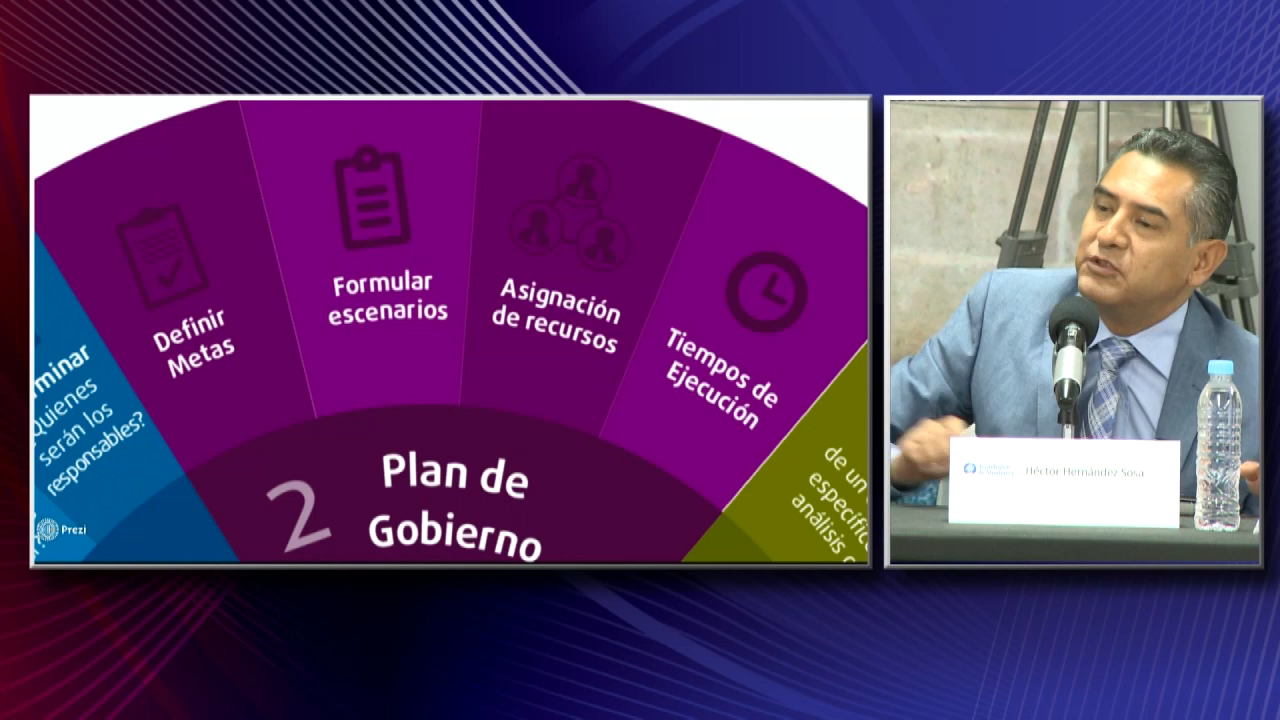 Definir
Metas
Formular
escenarios
Asignación
de recursos
Tiempos de
Ejecución
2
Plan de
Gobierno
minar
Quienes
serán los
responsables?
de un
específic
análisis
Prezi
Héctor Hernández Sosa